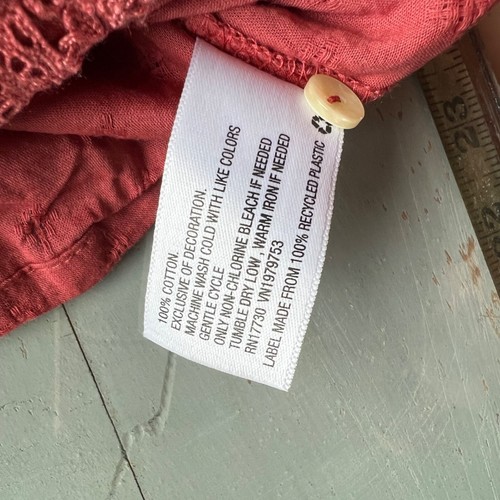 100% COTTON.
EXCLUSIVE OF DECORATION.
MACHINE WASH COLD WITH LIKE COLORS
GENTLE CYCLE
ONLY NON-CHLORINE BLEACH IF NEEDED
TUMBLE DRY LOW , WARM IRON IF NEEDED
RN17730 VN1979753
LABEL MADE FROM 100% RECYCLED PLASTIC
23